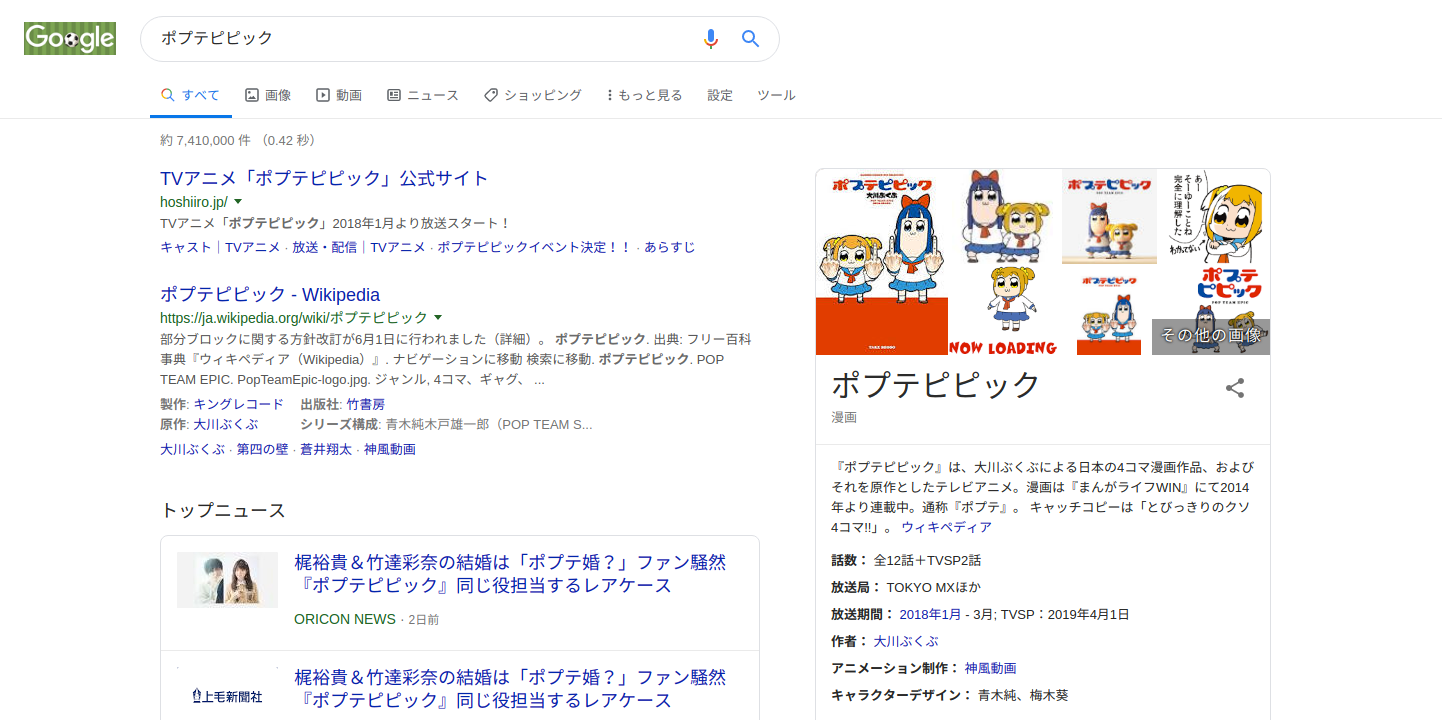 Google
ポプテピピック
すべて 画像 動画 ニュース ショッピング もっと見る 設定 ツール
約 7,410,000 件 （0.42 秒）
TVアニメ「ポプテピピック」公式サイト
hoshiiro.jp/
TVアニメ「ポプテピピック」2018年1月より放送スタート！
キャスト｜TVアニメ · 放送・配信｜TVアニメ · ポプテピピックイベント決定！！ · あらすじ
ポプテピピック - Wikipedia
https://ja.wikipedia.org/wiki/ポプテピピック
部分ブロックに関する方針改訂が6月1日に行われました（詳細）。 ポプテピピック. 出典: フリー百科
事典『ウィキペディア（Wikipedia）』. ナビゲーションに移動 検索に移動. ポプテピピック. POP
TEAM EPIC. PopTeamEpic-logo.jpg. ジャンル, 4コマ、ギャグ、 ...
製作: キングレコード 出版社: 竹書房
原作: 大川ぶくぶ シリーズ構成: 青木純木戸雄一郎（POP TEAM S...
大川ぶくぶ · 第四の壁 · 蒼井翔太 · 神風動画
トップニュース
梶裕貴＆竹達彩奈の結婚は「ポプテ婚？」ファン騒然
『ポプテピピック』同じ役担当するレアケース
ORICON NEWS · 2日前
上毛新聞社
梶裕貴＆竹達彩奈の結婚は「ポプテ婚？」ファン騒然
『ポプテピピック』同じ役担当するレアケース
ポプテピピック
大川ぶくぶ
TAKE SHOBO
NOW LOADING
ポプテピピック
ポプテピピック
あー
そーゆーことね
完全に理解した
わかってない
ポプテ
ピピック
POP TEAM EPIC
その他の画像
ポプテピピック
漫画
『ポプテピピック』は、大川ぶくぶによる日本の4コマ漫画作品、および
それを原作としたテレビアニメ。漫画は『まんがライフWIN』にて2014
年より連載中。通称『ポプテ』。 キャッチコピーは「とびっきりのクソ
4コマ!!」。 ウィキペディア
話数： 全12話＋TVSP2話
放送局： TOKYO MXほか
放送期間： 2018年1月 - 3月; TVSP：2019年4月1日
作者： 大川ぶくぶ
アニメーション制作： 神風動画
キャラクターデザイン： 青木純、梅木葵